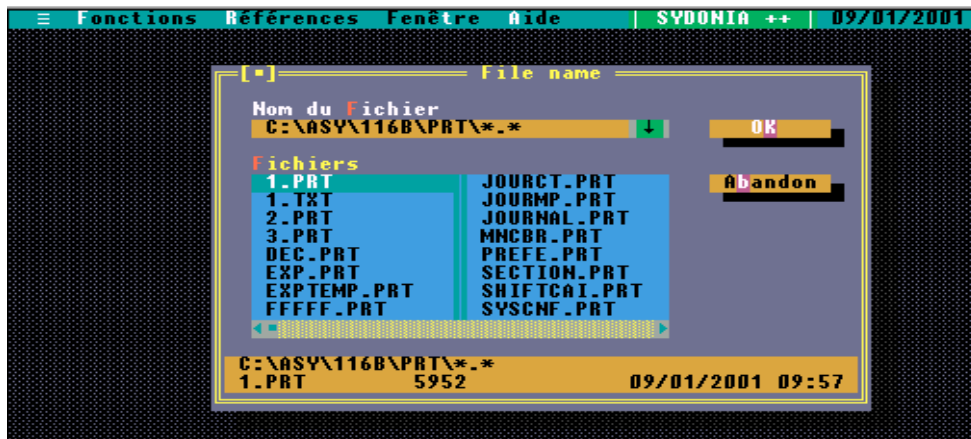 ≡ Fonctions Références Fenêtre Aide | SYDONIA ++ | 09/01/2001
[▪] File name
Nom du Fichier
C:\ASY\116B\PRT\*.* ↓ OK
Fichiers
1.PRT JOURCT.PRT Abandon
1.TXT JOURMP.PRT
2.PRT JOURNAL.PRT
3.PRT MNCBR.PRT
DEC.PRT PREFE.PRT
EXP.PRT SECTION.PRT
EXPTEMP.PRT SHIFTCAI.PRT
FFFFF.PRT SYSCNF.PRT
C:\ASY\116B\PRT\*.*
1.PRT 5952 09/01/2001 09:57